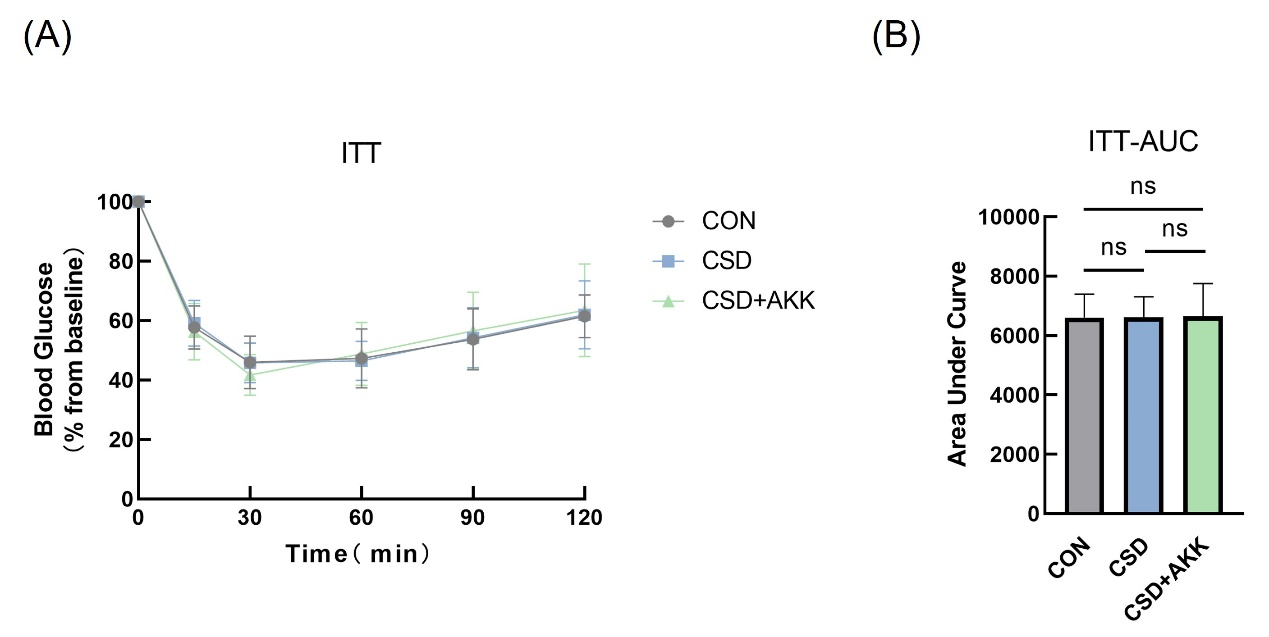 (A)
ITT
Blood Glucose
(% from baseline)
100
80
60
40
20
0
0 30 60 90 120
Time( min)
CON
CSD
CSD+AKK
(B)
ITT-AUC
ns
ns
ns
Area Under Curve
10000
8000
6000
4000
2000
0
CON CSD CSD+AKK